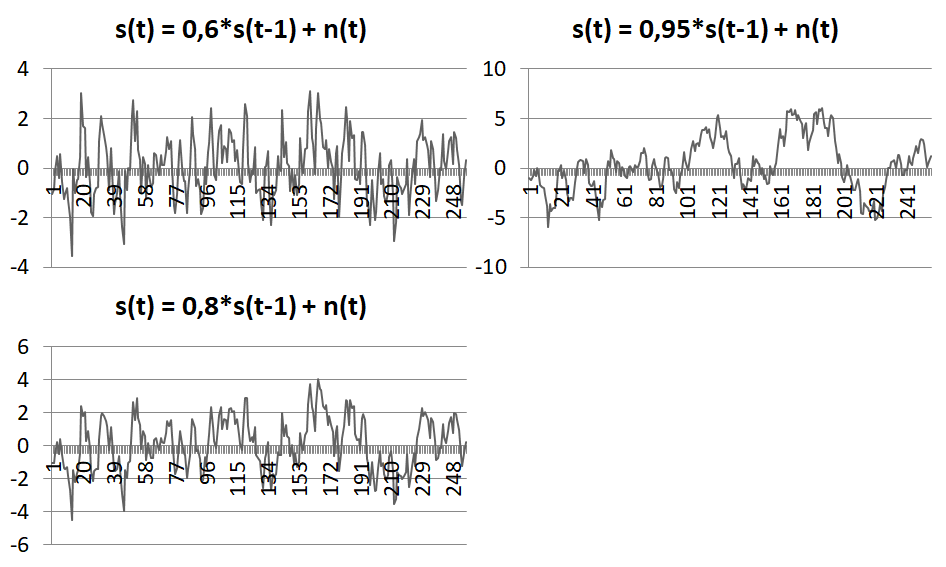 s(t) = 0,6*s(t-1) + n(t)
4
2
0
-2
-4
1 20 39 58 77 96 115 134 153 172 191 210 229 248
s(t) = 0,95*s(t-1) + n(t)
10
5
0
-5
-10
1 21 41 61 81 101 121 141 161 181 201 221 241
s(t) = 0,8*s(t-1) + n(t)
6
4
2
0
-2
-4
-6
1 20 39 58 77 96 115 134 153 172 191 210 229 248